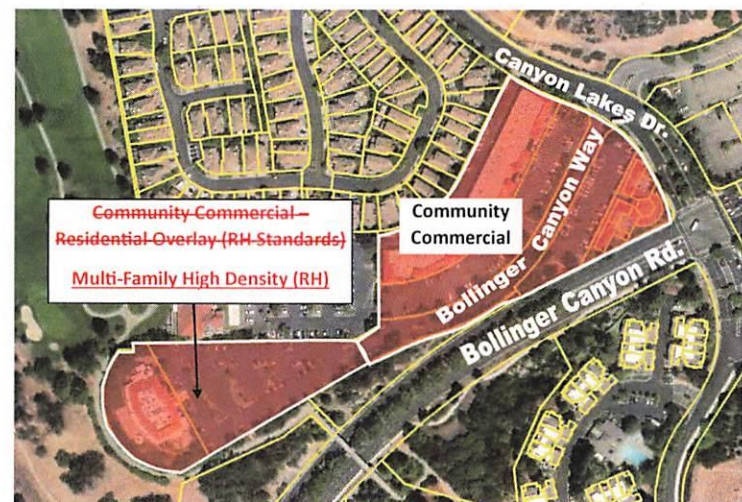 Canyon Lakes Dr.
Community Commercial –
Residential Overlay (RH Standards)
Multi-Family High Density (RH)
Community
Commercial
Bollinger Canyon Way
Bollinger Canyon Rd.